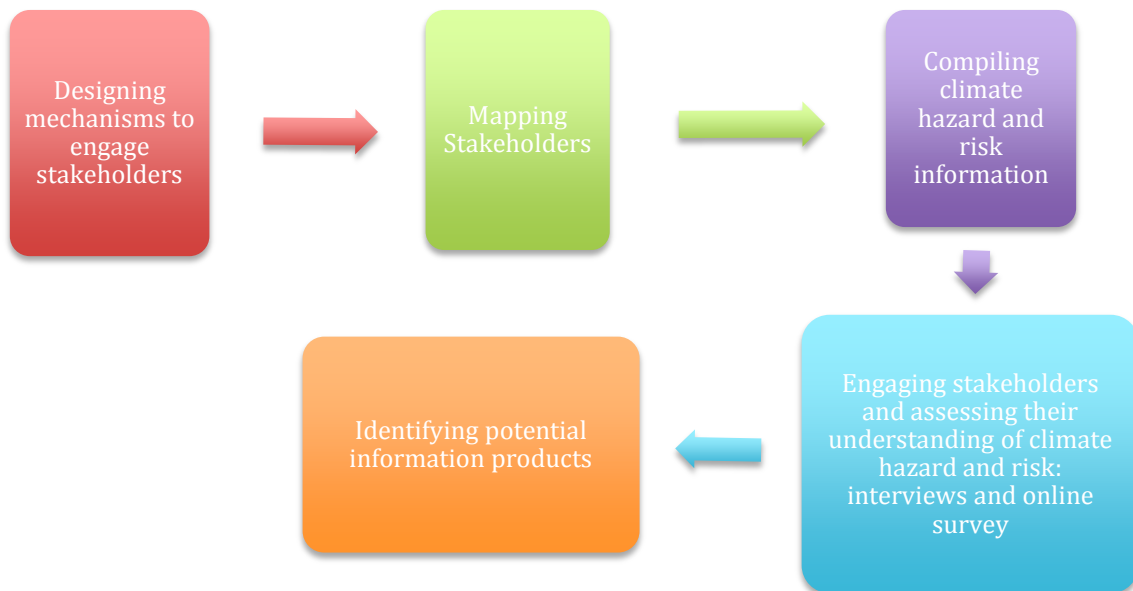 Designing
mechanisms to
engage
stakeholders
Mapping
Stakeholders
Compiling
climate
hazard and
risk
information
Engaging stakeholders
and assessing their
understanding of climate
hazard and risk:
interviews and online
survey
Identifying potential
information products